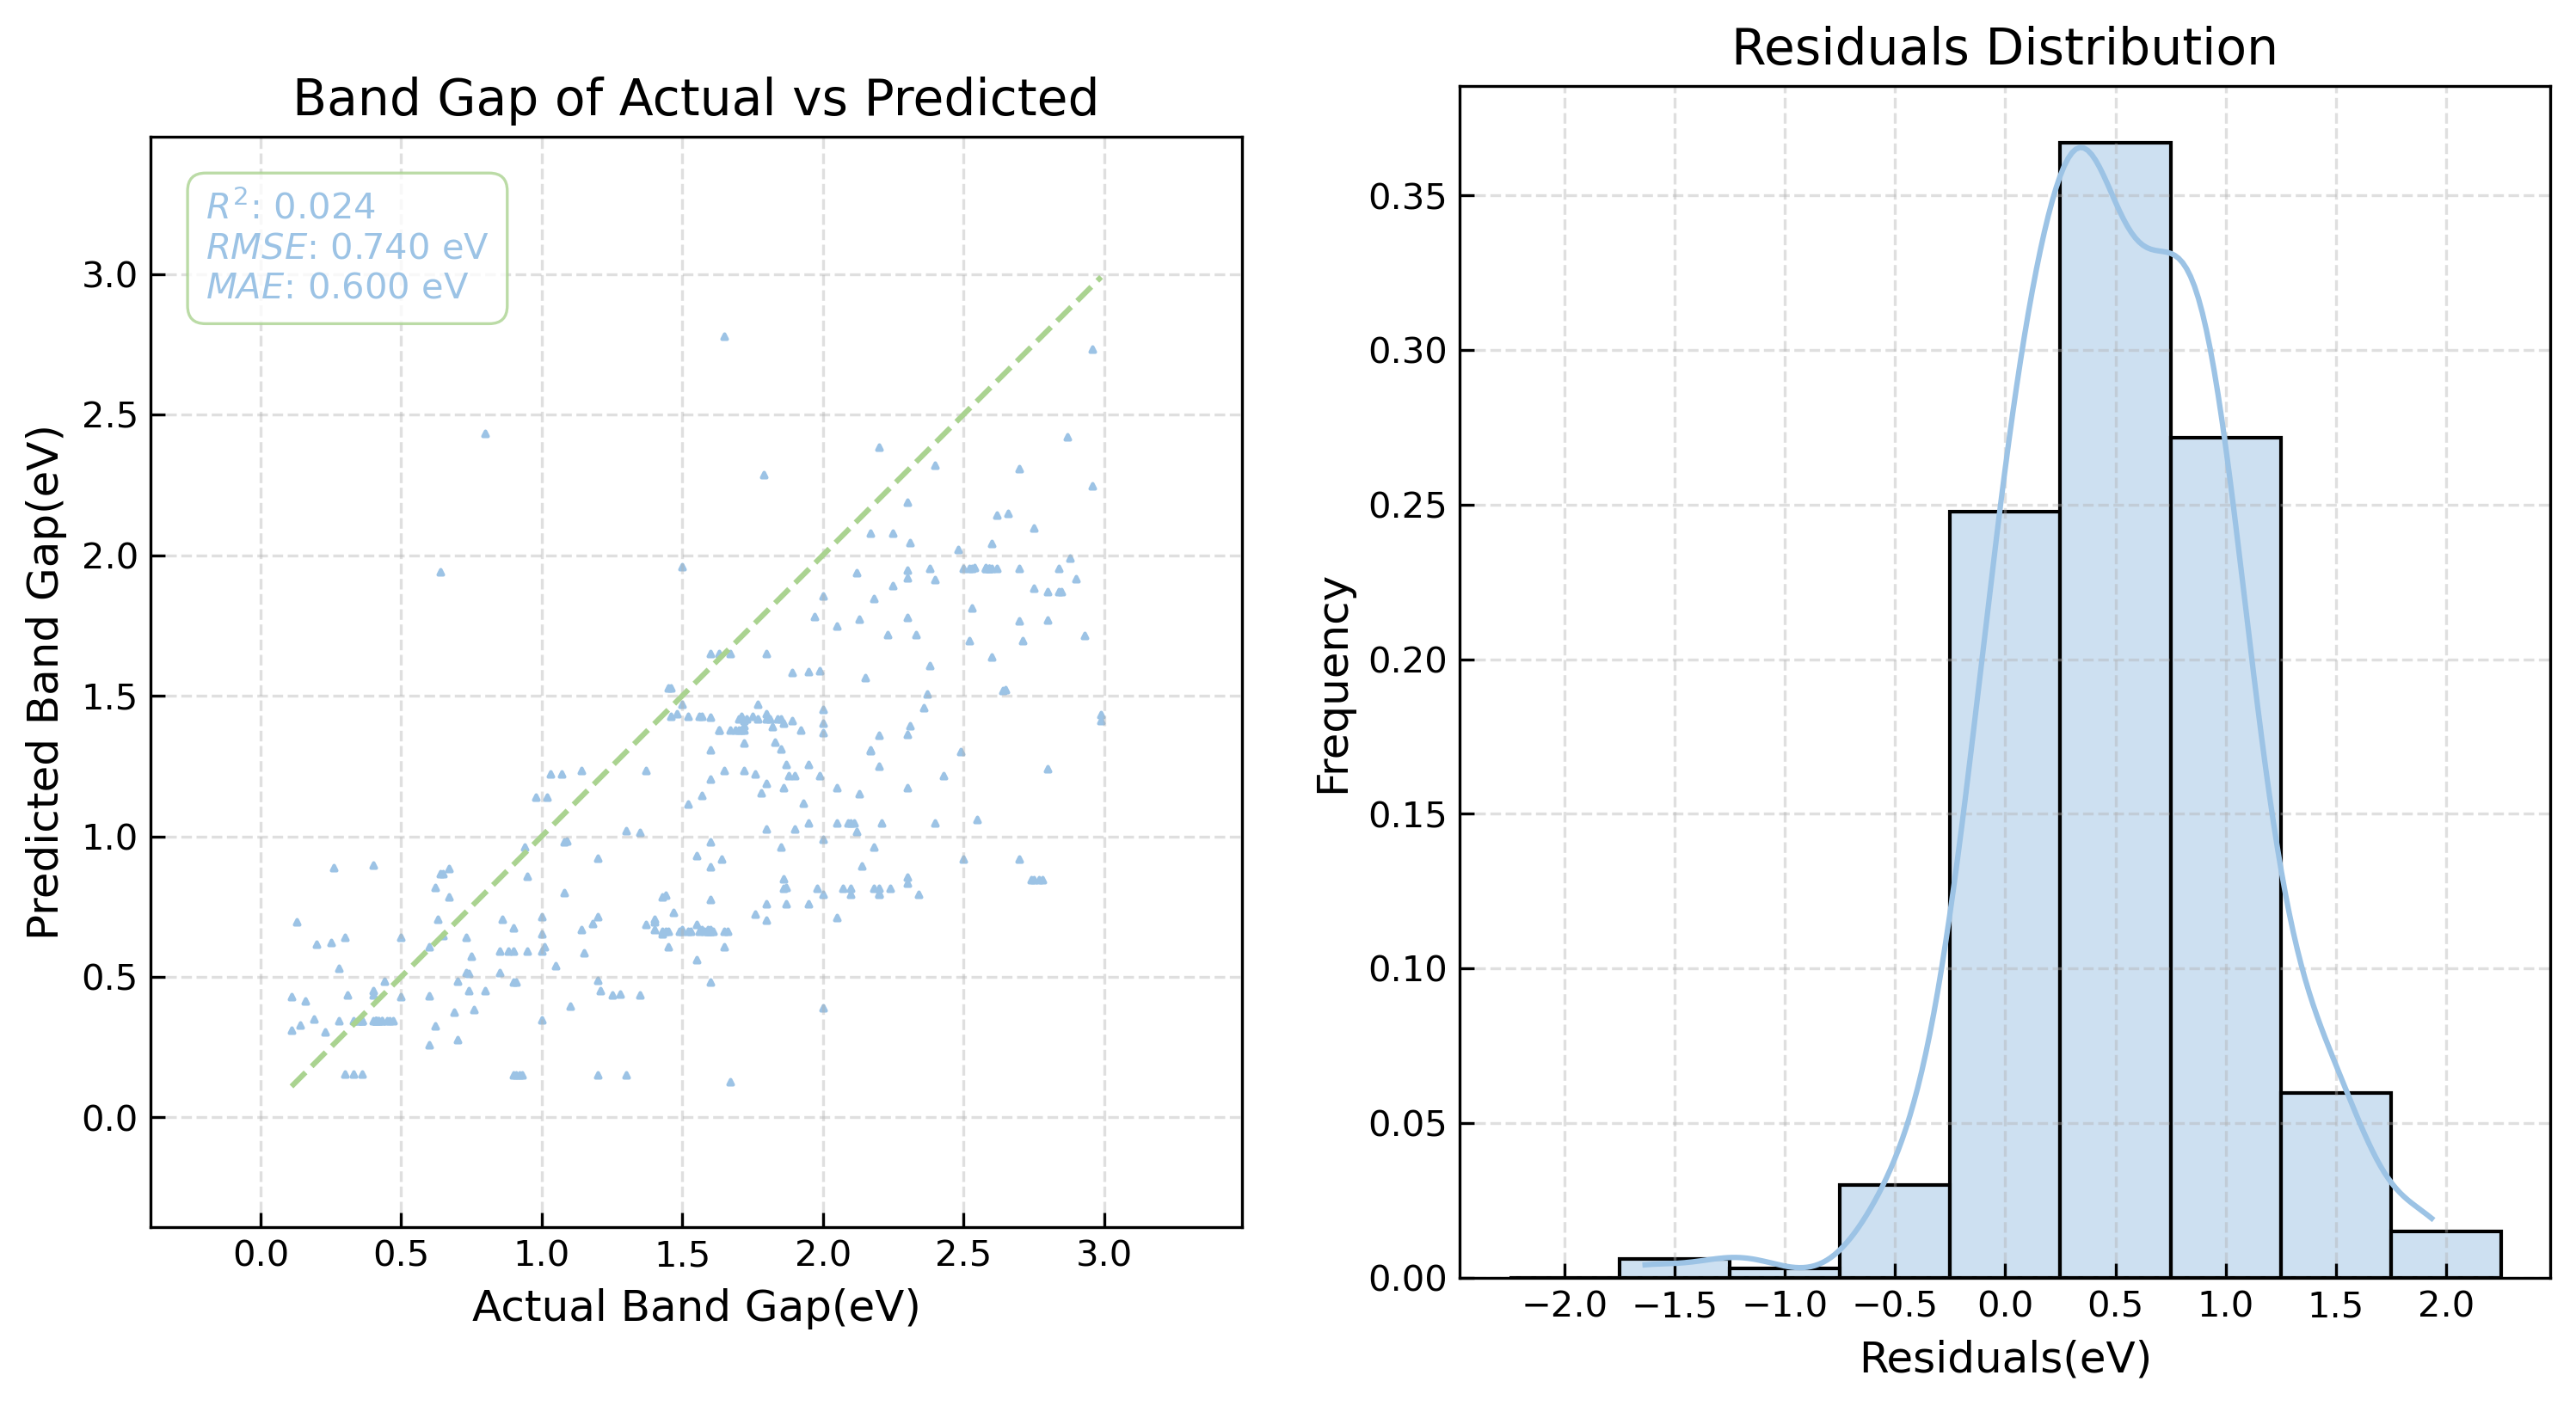 Band Gap of Actual vs Predicted
R²: 0.024
RMSE: 0.740 eV
MAE: 0.600 eV
Predicted Band Gap(eV)
3.0
2.5
2.0
1.5
1.0
0.5
0.0
0.0 0.5 1.0 1.5 2.0 2.5 3.0
Actual Band Gap(eV)
Residuals Distribution
Frequency
0.35
0.30
0.25
0.20
0.15
0.10
0.05
0.00
−2.0 −1.5 −1.0 −0.5 0.0 0.5 1.0 1.5 2.0
Residuals(eV)